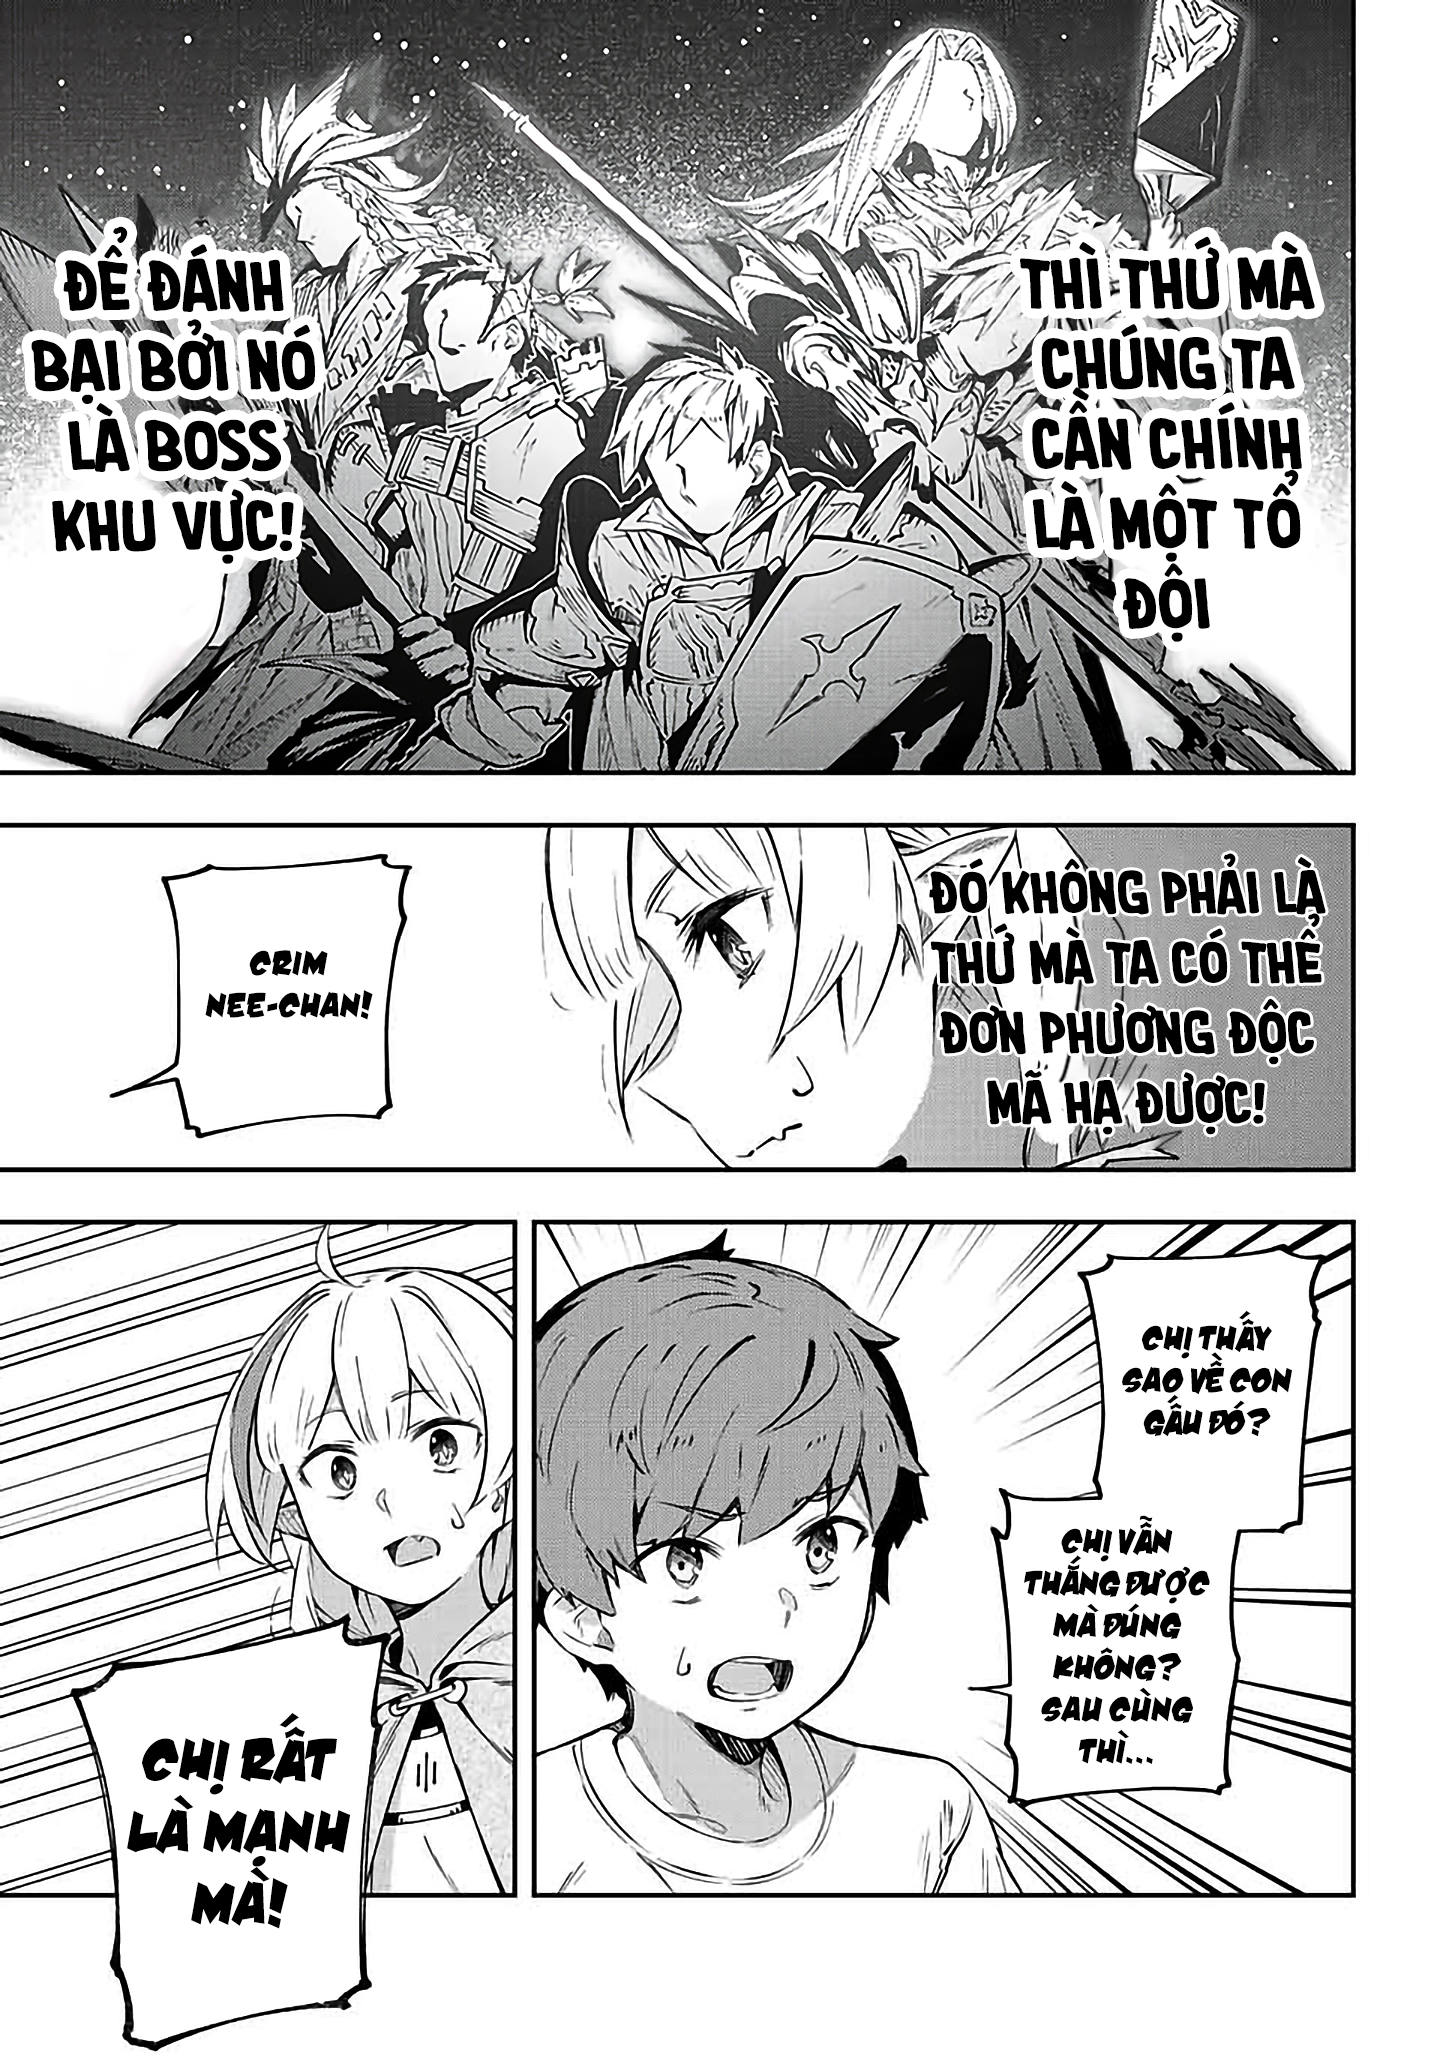 THÌ THỨ MÀ
CHÚNG TA
CẦN CHÍNH
LÀ MỘT TỔ
ĐỘI
ĐỂ ĐÁNH
BẠI BỞI NÓ
LÀ BOSS
KHU VỰC!
ĐÓ KHÔNG PHẢI LÀ
THỨ MÀ TA CÓ THỂ
ĐƠN PHƯƠNG ĐỘC
MÃ HẠ ĐƯỢC!
CRIM
NEE-CHAN!
CHỊ THẤY
SAO VỀ CON
GẤU ĐÓ?
CHỊ VẪN
THẮNG ĐƯỢC
MÀ ĐÚNG
KHÔNG?
SAU CÙNG
THÌ...
CHỊ RẤT
LÀ MẠNH
MÀ!